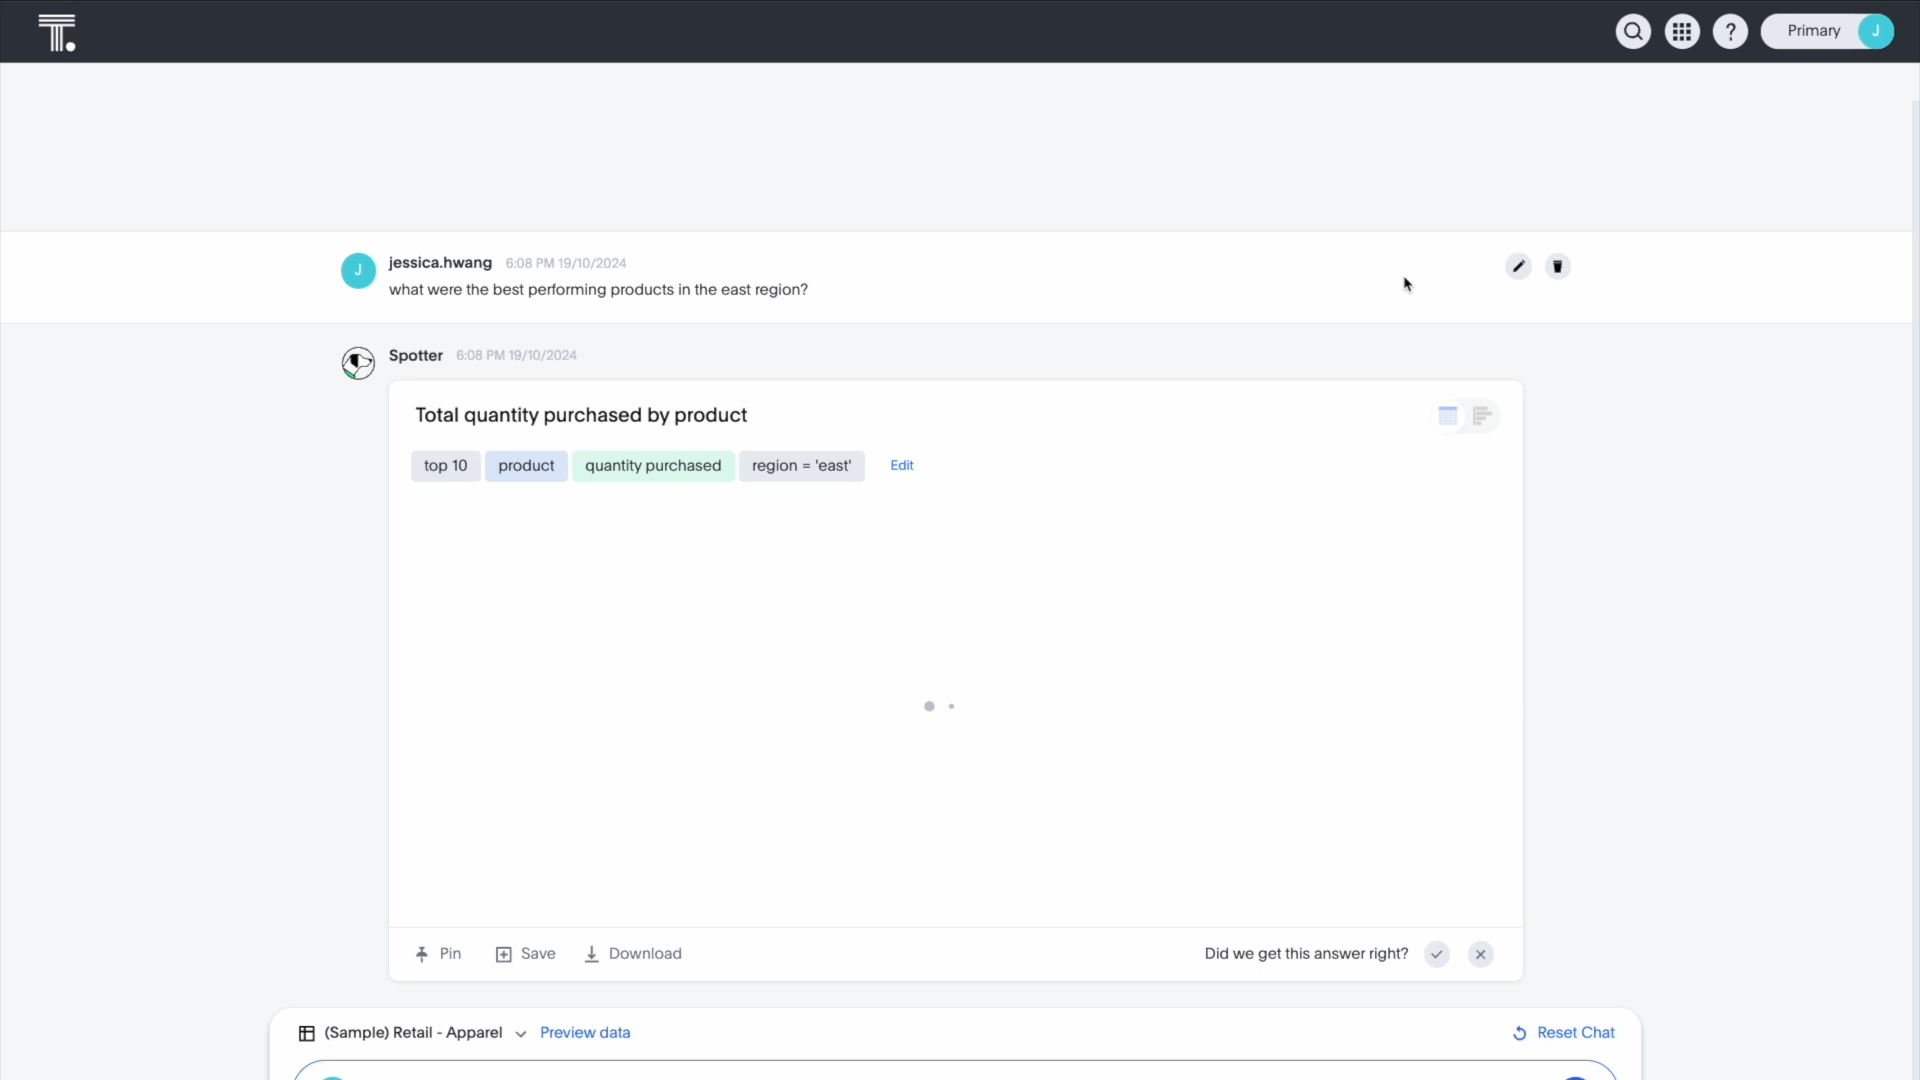 T.
? Primary J
J jessica.hwang 6:08 PM 19/10/2024
what were the best performing products in the east region?
Spotter 6:08 PM 19/10/2024
Total quantity purchased by product
top 10 product quantity purchased region = 'east' Edit
Pin Save Download Did we get this answer right?
(Sample) Retail - Apparel Preview data Reset Chat